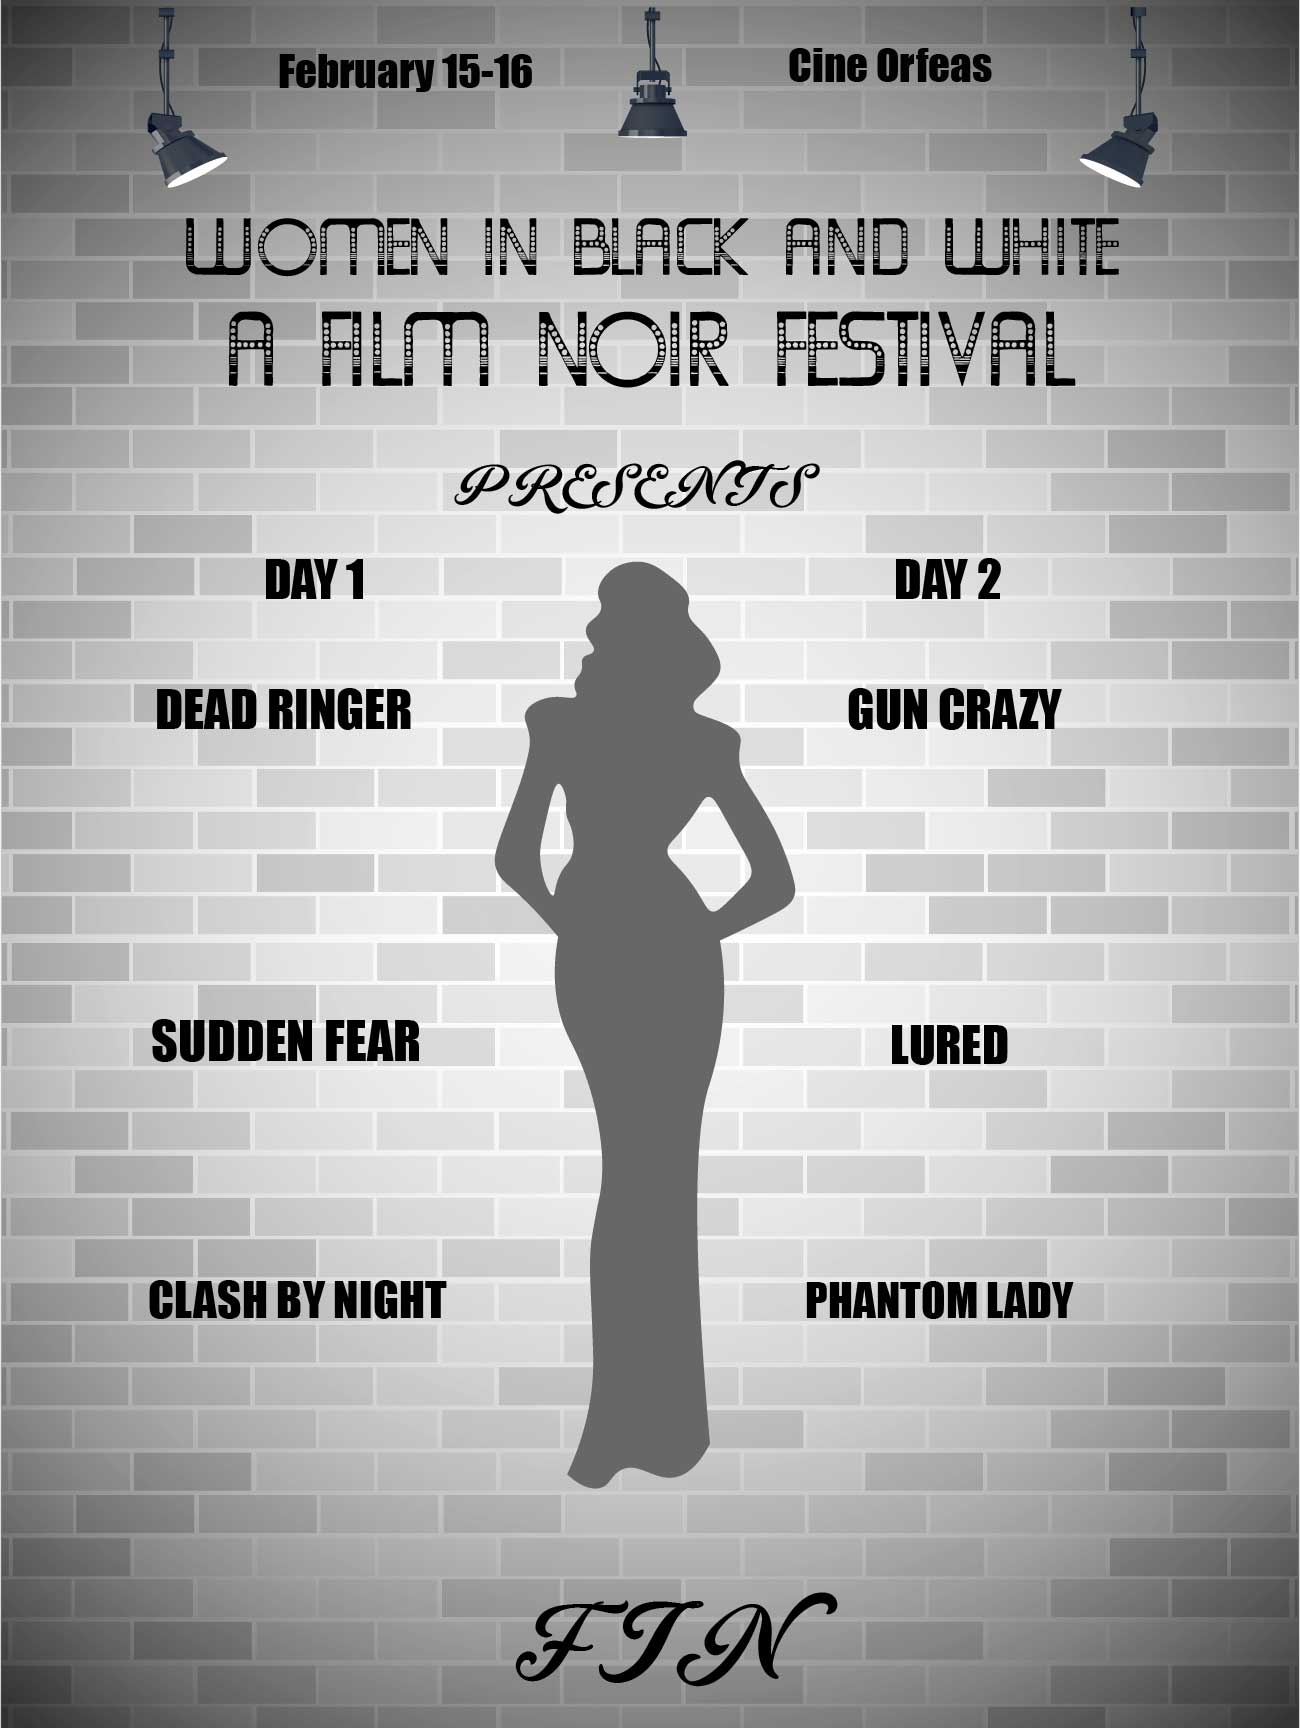 February 15-16
Cine Orfeas
WOMEN IN BLACK AND WHITE
A FILM NOIR FESTIVAL
PRESENTS
DAY 1
DAY 2
DEAD RINGER
GUN CRAZY
SUDDEN FEAR
LURED
CLASH BY NIGHT
PHANTOM LADY
FIN